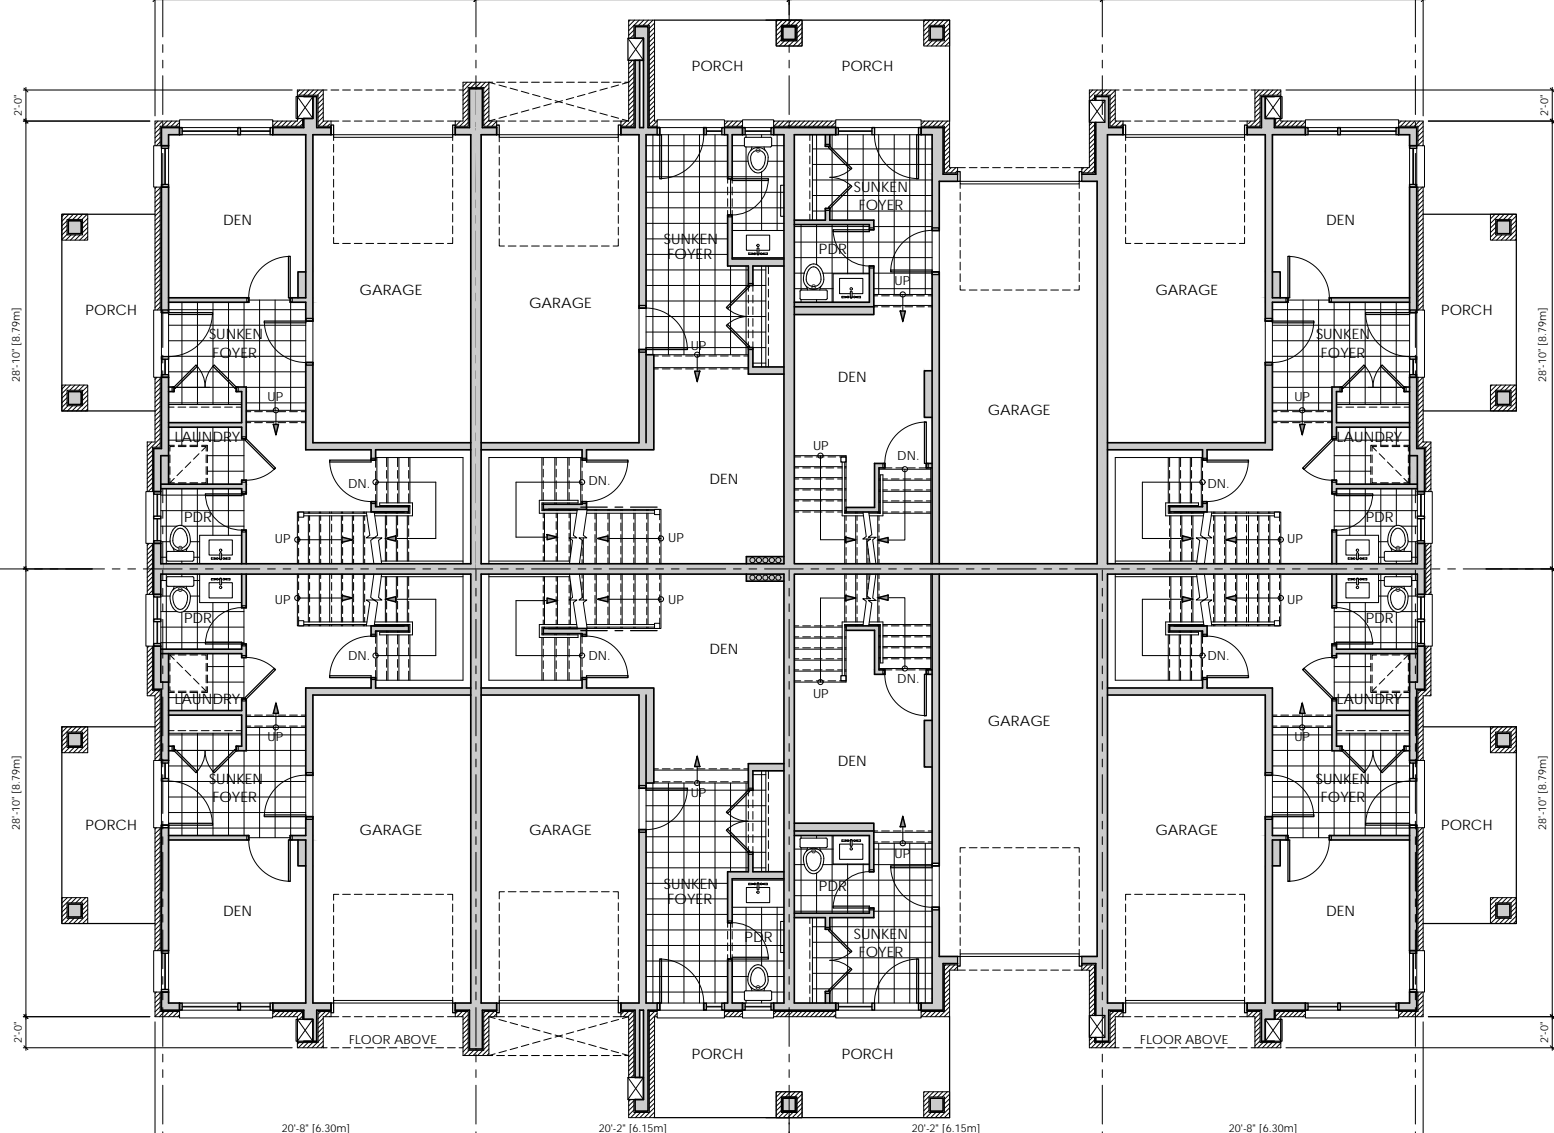 PORCH PORCH
2'-0" 2'-0"
SUNKEN
FOYER
DEN DEN
SUNKEN
FOYER
PDR
UP
GARAGE GARAGE GARAGE
PORCH PORCH
28'-10" [8.79m] 28'-10" [8.79m]
SUNKEN
FOYER
SUNKEN
FOYER
UP
DEN
UP UP
GARAGE
LAUNDRY LAUNDRY
UP
DN.
DEN
DN. DN. DN.
PDR PDR
UP UP UP
UP UP UP
PDR PDR
DEN
DN. DN. DN.
DN.
UP
LAUNDRY LAUNDRY
GARAGE
UP UP
DEN
SUNKEN
FOYER
SUNKEN
FOYER
UP
28'-10" [8.79m] 28'-10" [8.79m]
PORCH PORCH
GARAGE GARAGE GARAGE
UP
PDR
SUNKEN
FOYER
DEN DEN
PDR
SUNKEN
FOYER
2'-0" 2'-0"
FLOOR ABOVE FLOOR ABOVE
PORCH PORCH
20'-8" [6.30m] 20'-2" [6.15m] 20'-2" [6.15m] 20'-8" [6.30m]